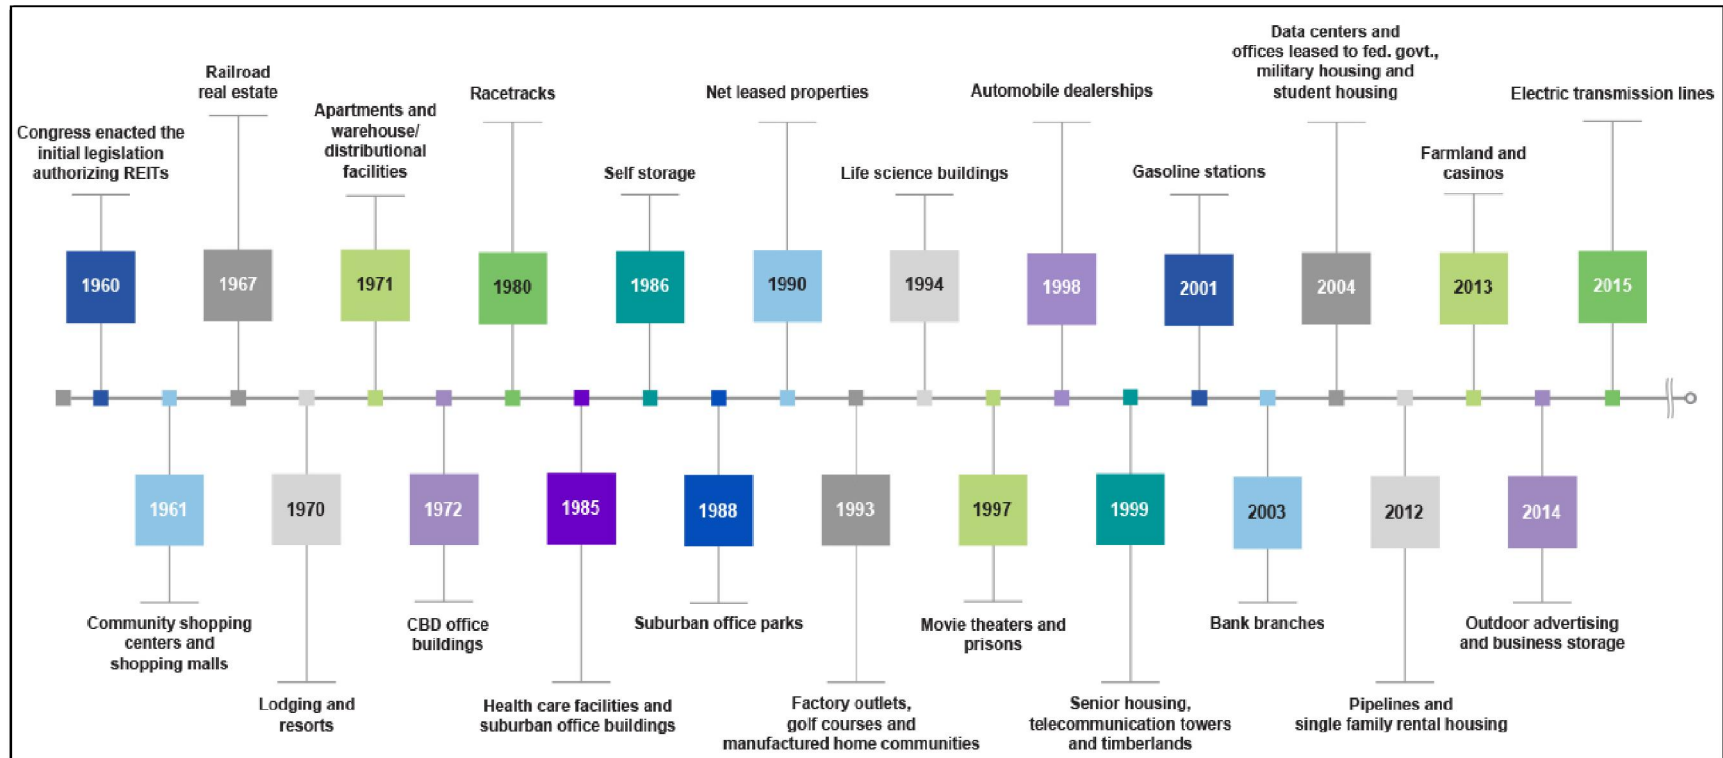 Congress enacted the
initial legislation
authorizing REITs
1960
Community shopping
centers and
shopping malls
1961
Railroad
real estate
1967
Lodging and
resorts
1970
Apartments and
warehouse/
distributional
facilities
1971
CBD office
buildings
1972
Racetracks
1980
Health care facilities and
suburban office buildings
1985
Self storage
1986
Suburban office parks
1988
Net leased properties
1990
Factory outlets,
golf courses and
manufactured home communities
1993
Life science buildings
1994
Movie theaters and
prisons
1997
Automobile dealerships
1998
Senior housing,
telecommunication towers
and timberlands
1999
Gasoline stations
2001
Bank branches
2003
Data centers and
offices leased to fed. govt.,
military housing and
student housing
2004
Pipelines and
single family rental housing
2012
Farmland and
casinos
2013
Outdoor advertising
and business storage
2014
Electric transmission lines
2015